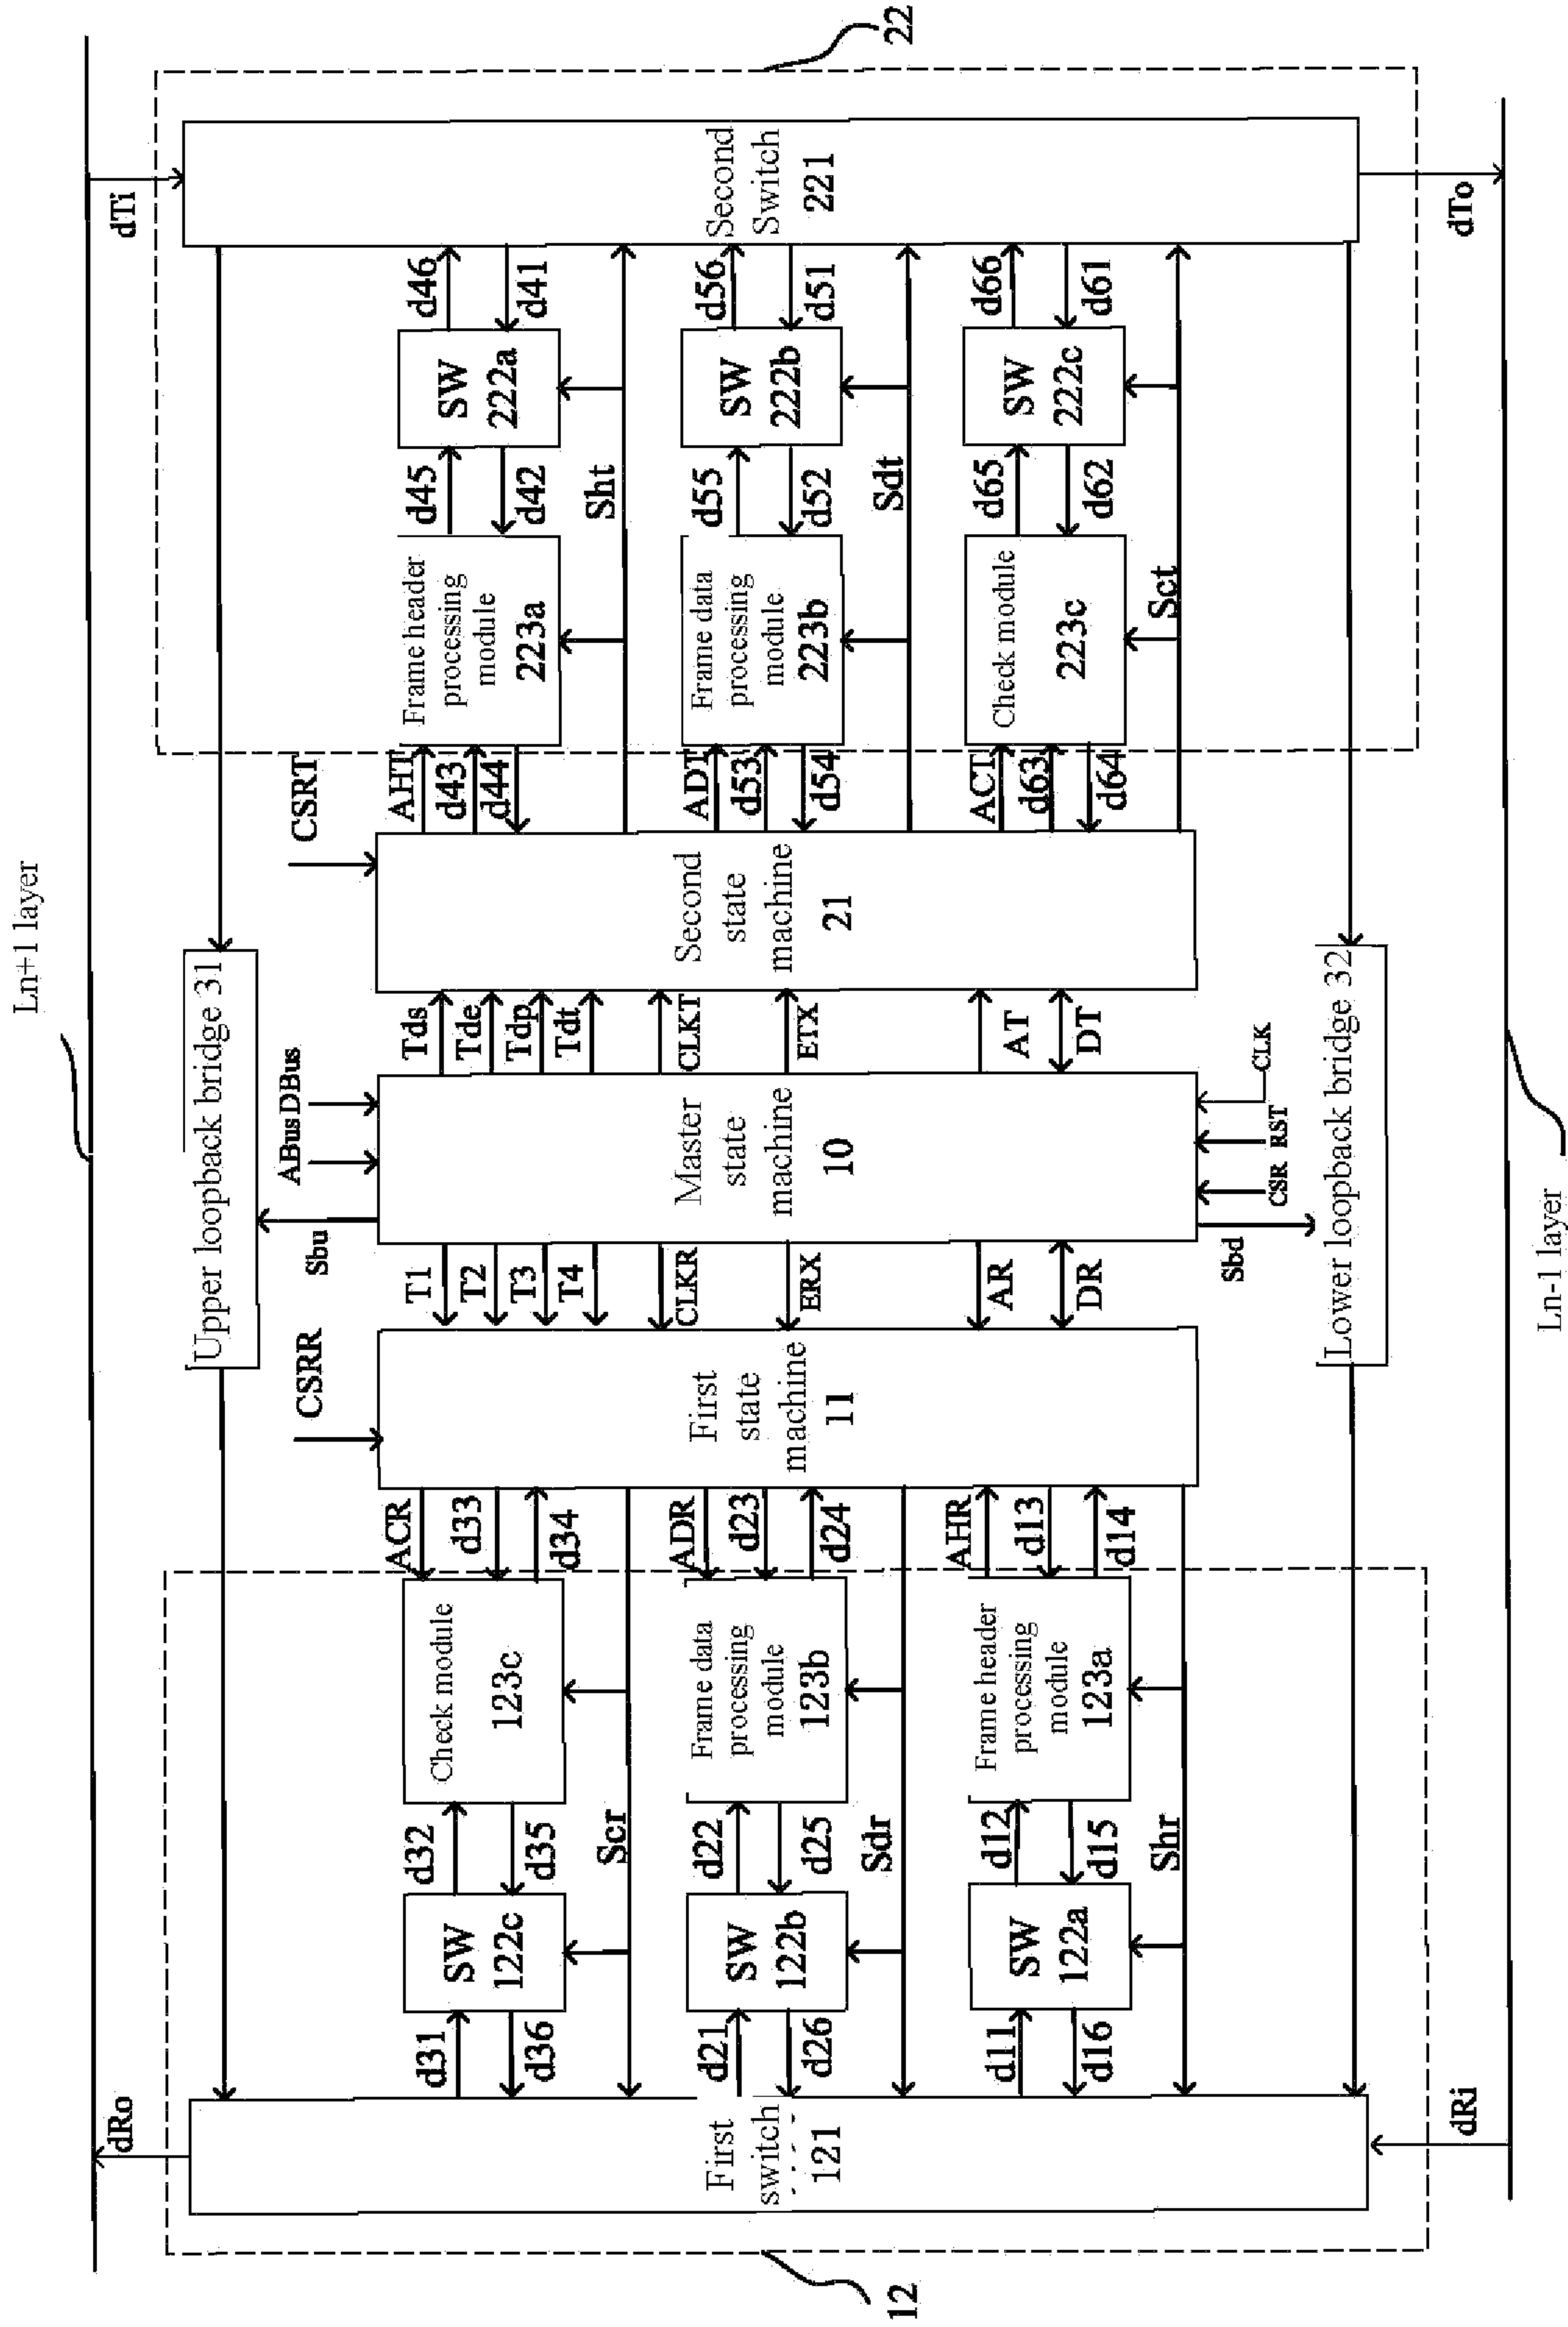 Ln+1 layer
dRo
dTi
12
22
Upper loopback bridge 31
Sbu
ABus
DBus
CSRR
CSRT
First
switch
121
d31
d36
SW
122c
d32
d35
Check module
123c
ACR
d33
d34
Scr
d21
d26
SW
122b
d22
d25
Frame data
processing
module
123b
ADR
d23
d24
Sdr
d11
d16
SW
122a
d12
d15
Frame header
processing
module
123a
AHR
d13
d14
Shr
First
state
machine
11
T1
T2
T3
T4
CLKR
ERX
AR
DR
Master
state
machine
10
Tds
Tde
Tdp
Tdt
CLKT
ETX
AT
DT
Second
state
machine
21
AHT
d43
d44
Frame header
processing
module
223a
d45
d42
SW
222a
d46
d41
Sht
ADT
d53
d54
Frame data
processing
module
223b
d55
d52
SW
222b
d56
d51
Sdt
ACT
d63
d64
Check module
223c
d65
d62
SW
222c
d66
d61
Sct
Second
Switch
221
Sbd
CSR
RST
CLK
Lower loopback bridge 32
dRi
dTo
Ln-1 layer